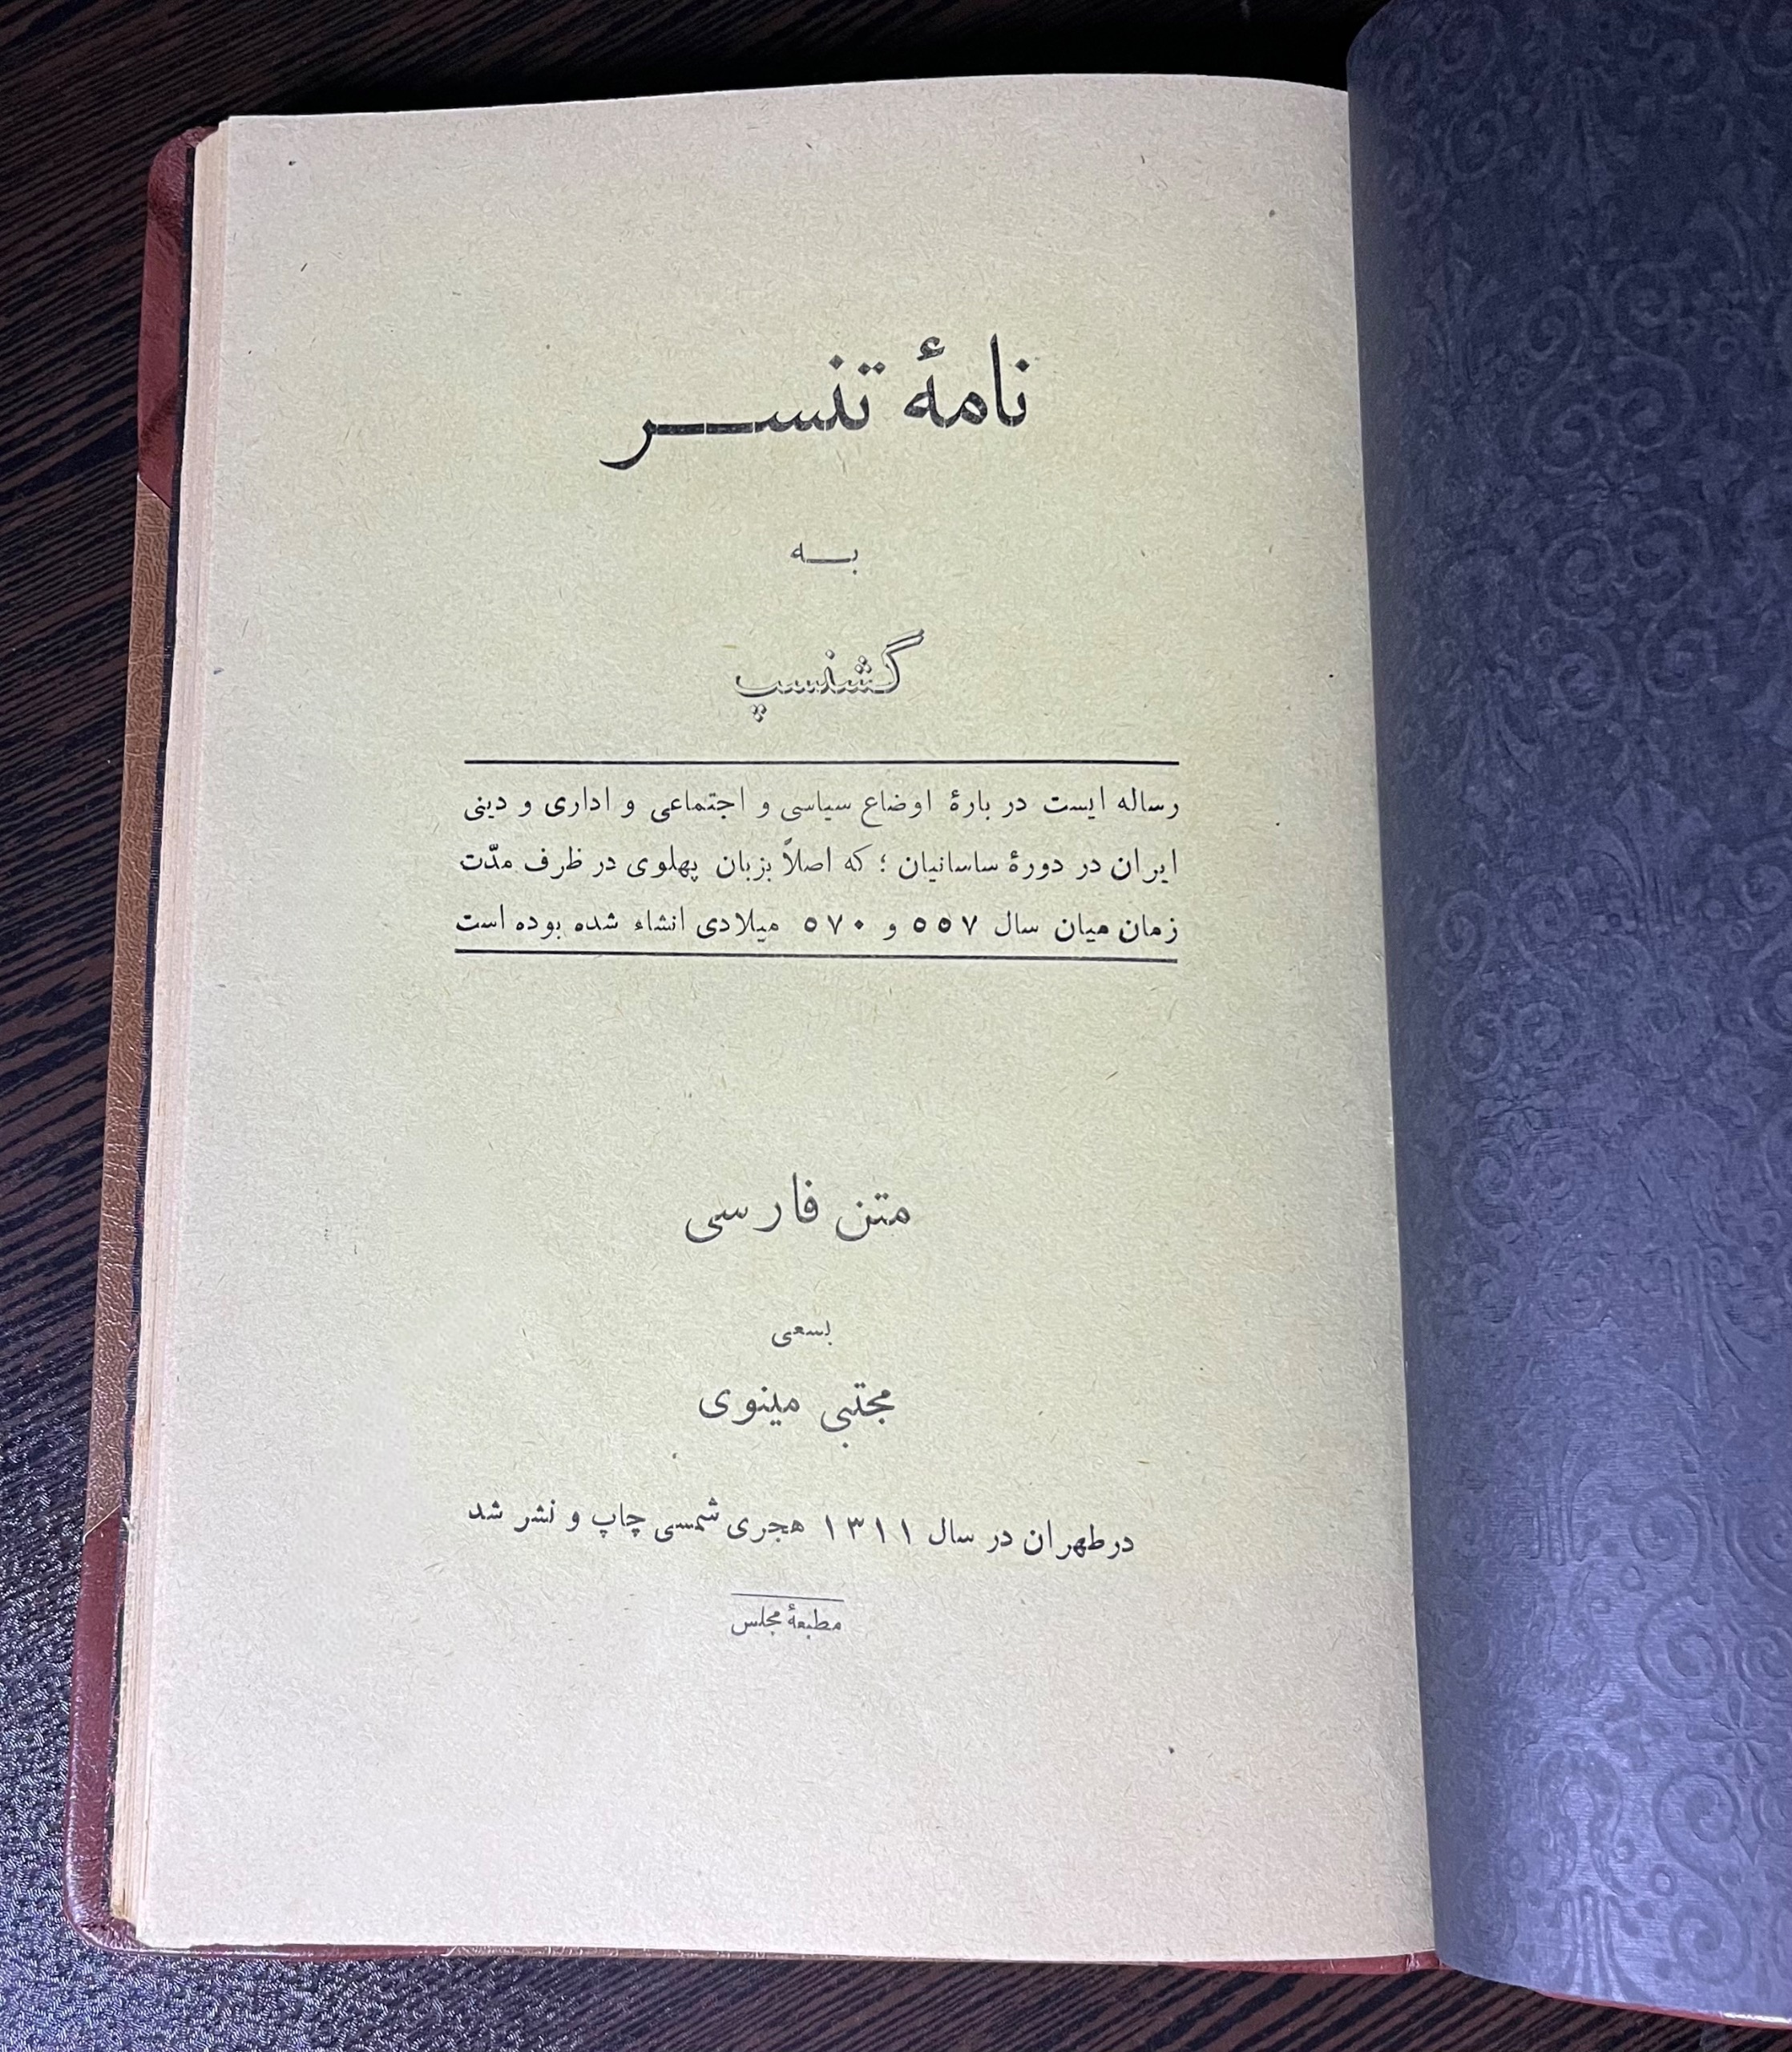 نامهٔ تنسر
به
گشنسپ
رساله ایست در بارهٔ اوضاع سیاسی و اجتماعی و اداری و دینی
ایران در دورهٔ ساسانیان ؛ که اصلاً بزبان پهلوی در ظرف مدّت
زمان میان سال ۵۵۷ و ۵۷۰ میلادی انشاء شده بوده است
متن فارسی
بسعی
مجتبی مینوی
در طهران در سال ۱۳۱۱ هجری شمسی چاپ و نشر شد
مطبعهٔ مجلس